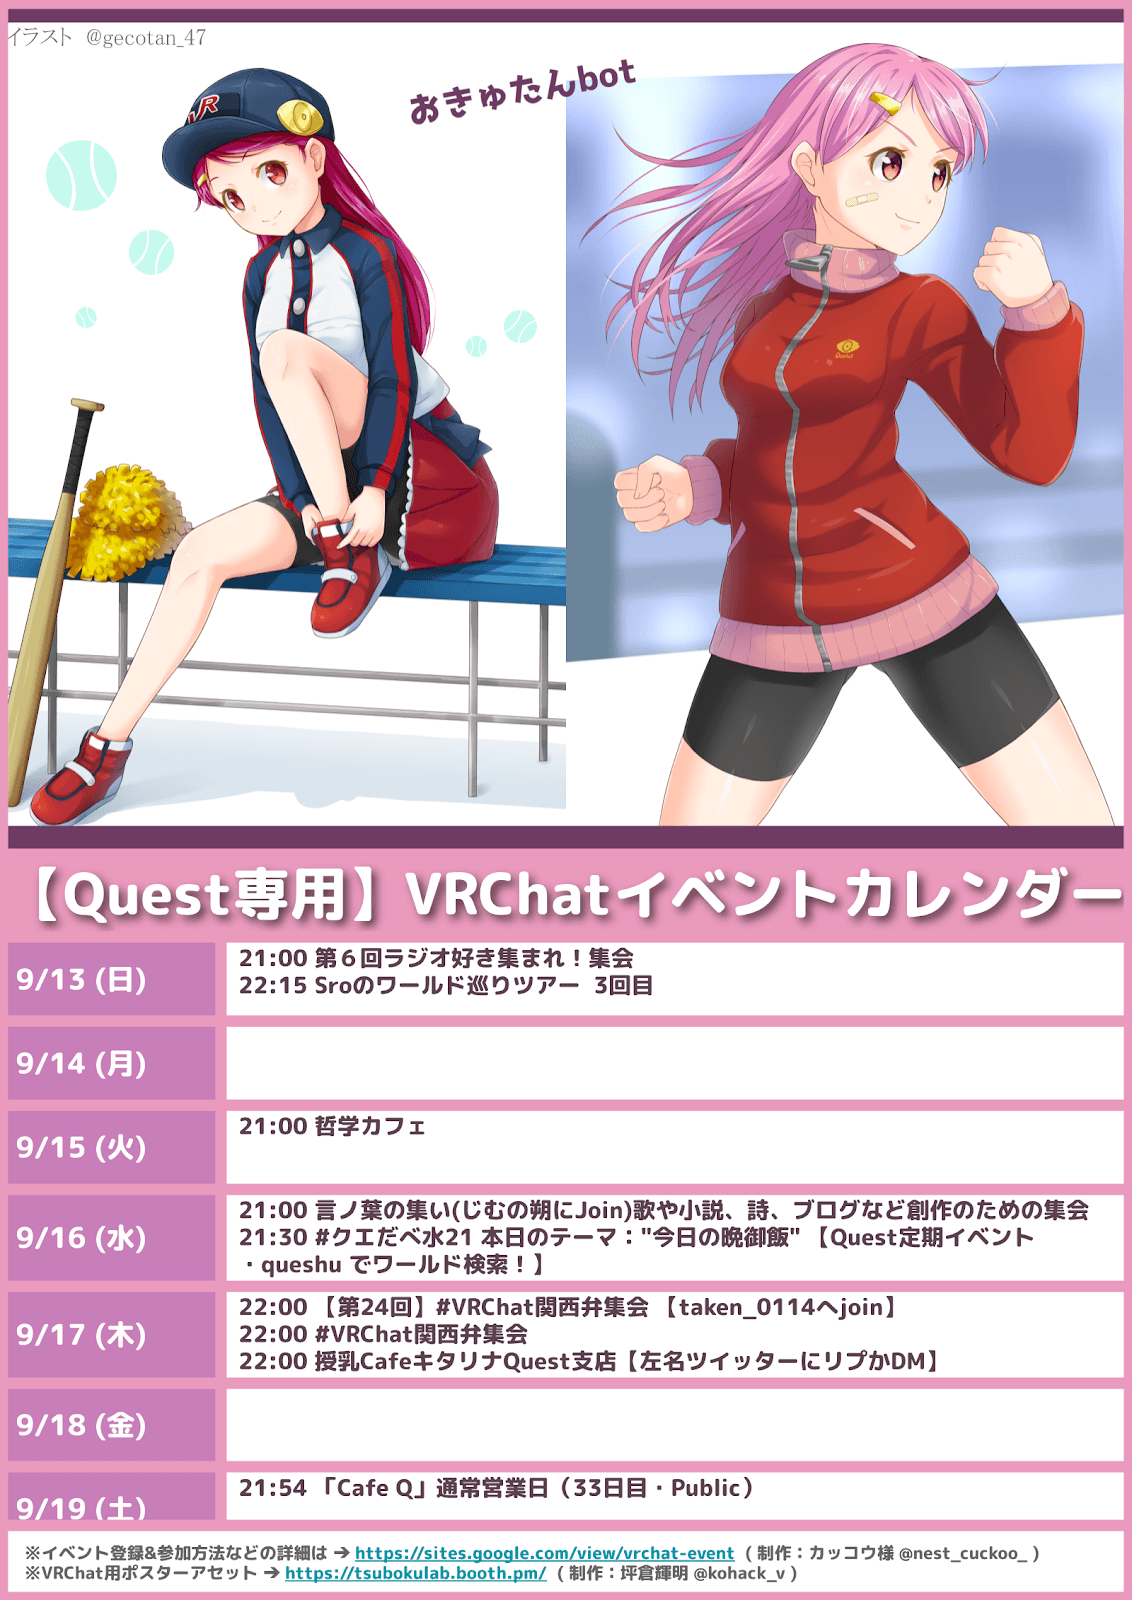 イラスト @gecotan_47
おきゅたんbot
VR
【Quest専用】VRChatイベントカレンダー
9/13 (日)
21:00 第６回ラジオ好き集まれ！集会
22:15 Sroのワールド巡りツアー 3回目
9/14 (月)
9/15 (火)
21:00 哲学カフェ
9/16 (水)
21:00 言ノ葉の集い(じむの朔にJoin)歌や小説、詩、ブログなど創作のための集会
21:30 #クエだべ水21 本日のテーマ："今日の晩御飯" 【Quest定期イベント
・queshu でワールド検索！】
9/17 (木)
22:00 【第24回】#VRChat関西弁集会 【taken_0114へjoin】
22:00 #VRChat関西弁集会
22:00 授乳CafeキタリナQuest支店【左名ツイッターにリプかDM】
9/18 (金)
9/19 (土)
21:54 「Cafe Q」通常営業日（33日目・Public）
※イベント登録&参加方法などの詳細は ➔ https://sites.google.com/view/vrchat-event ( 制作：カッコウ様 @nest_cuckoo_ )
※VRChat用ポスターアセット ➔ https://tsubokulab.booth.pm/ ( 制作：坪倉輝明 @kohack_v )